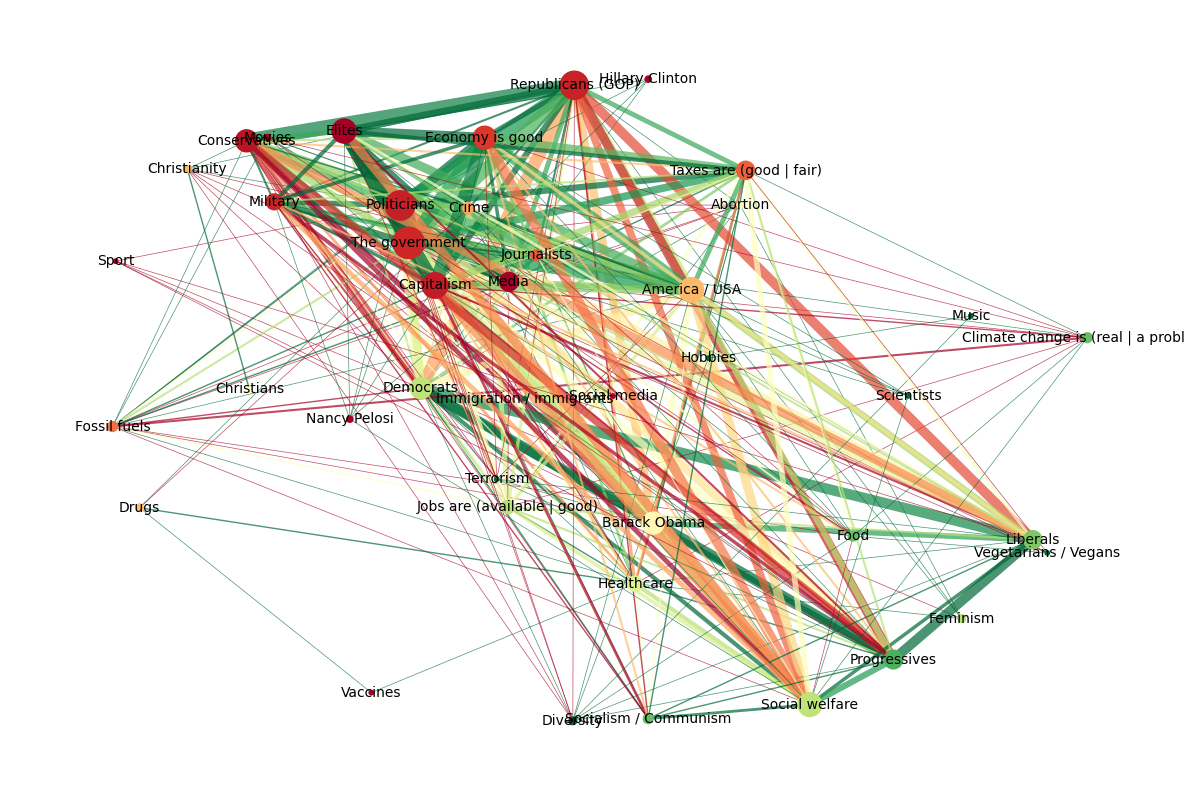 Hillary Clinton
Republicans (GOP)
Elites
Economy is good
Movies
Conservatives
Christianity
Taxes are (good | fair)
Military
Politicians
Crime
Abortion
The government
Journalists
Sport
Media
Capitalism
America / USA
Music
Climate change is (real | a probl
Hobbies
Christians
Democrats
Immigration / immigrants
Social media
Scientists
Nancy Pelosi
Fossil fuels
Terrorism
Jobs are (available | good)
Drugs
Barack Obama
Food
Liberals
Vegetarians / Vegans
Healthcare
Feminism
Progressives
Vaccines
Social welfare
Diversity
Socialism / Communism